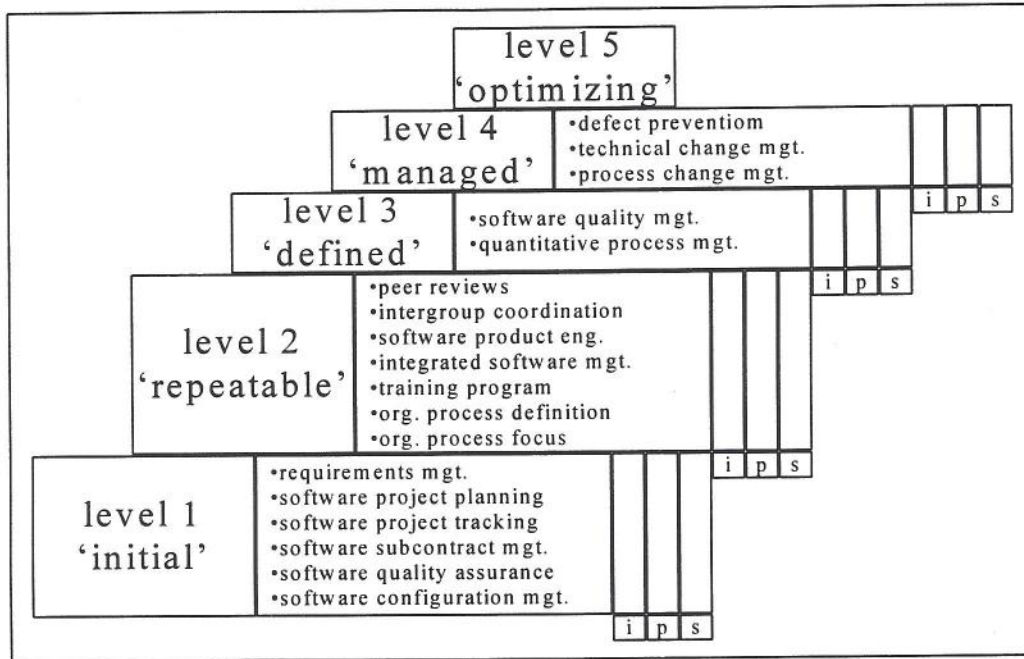 level 5
‘optimizing’
level 4
‘managed’
•defect preventiom
•technical change mgt.
•process change mgt.
i p s
level 3
‘defined’
•software quality mgt.
•quantitative process mgt.
i p s
level 2
‘repeatable’
•peer reviews
•intergroup coordination
•software product eng.
•integrated software mgt.
•training program
•org. process definition
•org. process focus
i p s
level 1
‘initial’
•requirements mgt.
•software project planning
•software project tracking
•software subcontract mgt.
•software quality assurance
•software configuration mgt.
i p s